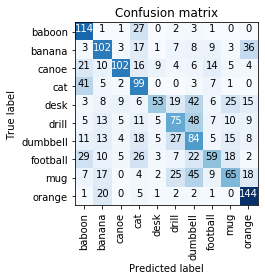 Confusion matrix
baboon 114 1 1 27 0 2 3 1 0 0
banana 3 102 3 17 1 7 8 9 3 36
canoe 21 10 102 16 9 4 6 14 5 4
cat 41 5 2 99 0 0 3 7 1 0
desk 3 8 9 6 53 19 42 6 25 15
drill 5 13 5 11 5 75 48 7 10 9
dumbbell 11 13 4 18 5 27 84 5 15 8
football 29 10 5 26 3 7 22 59 18 2
mug 7 17 0 4 2 25 45 9 65 18
orange 1 20 0 5 1 2 2 1 0 144
baboon banana canoe cat desk drill dumbbell football mug orange
True label
Predicted label